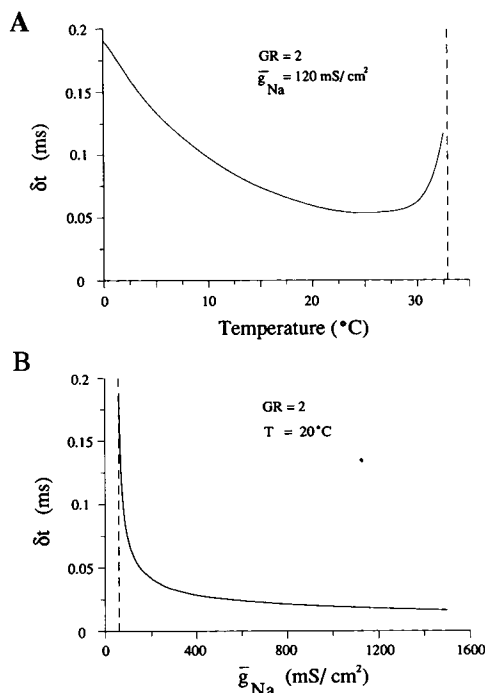 A
0.2
0.15
0.1
0.05
0
δt (ms)
GR = 2
g̅Na = 120 mS/cm²
0
10
20
30
Temperature (°C)
B
0.2
0.15
0.1
0.05
0
δt (ms)
GR = 2
T = 20°C
0
400
800
1200
1600
g̅Na (mS/cm²)